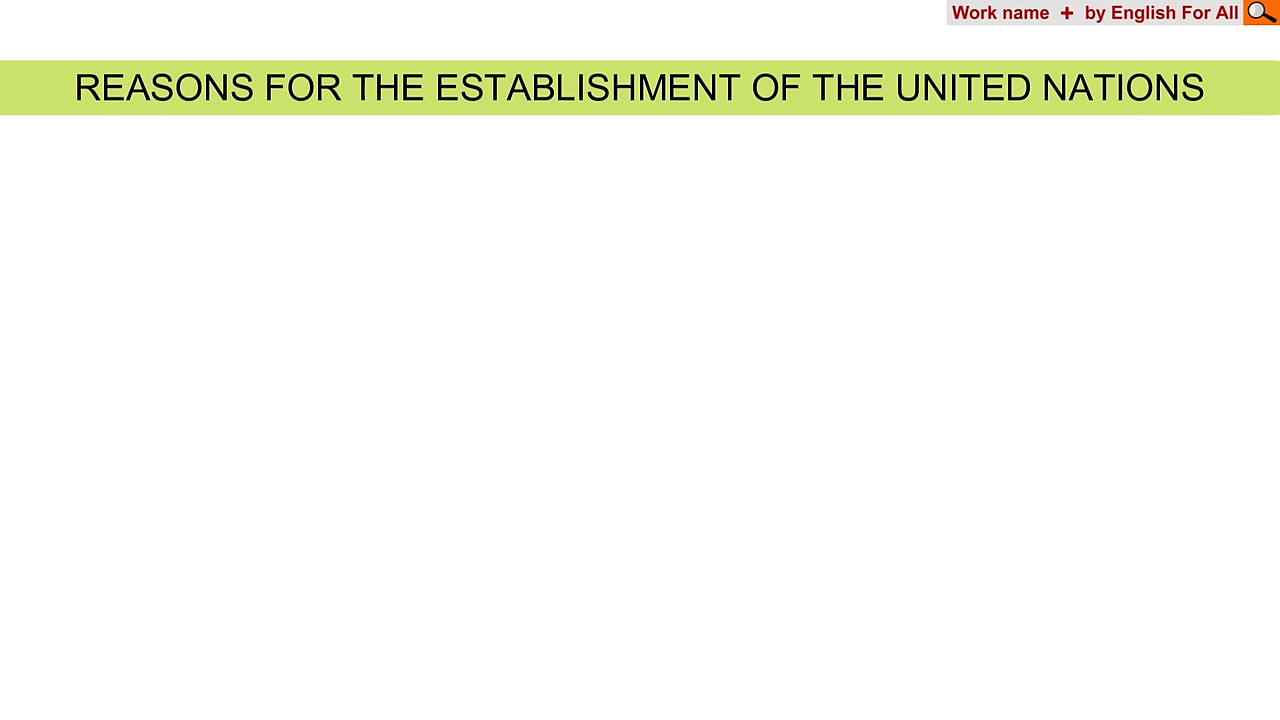 Work name + by English For All
REASONS FOR THE ESTABLISHMENT OF THE UNITED NATIONS